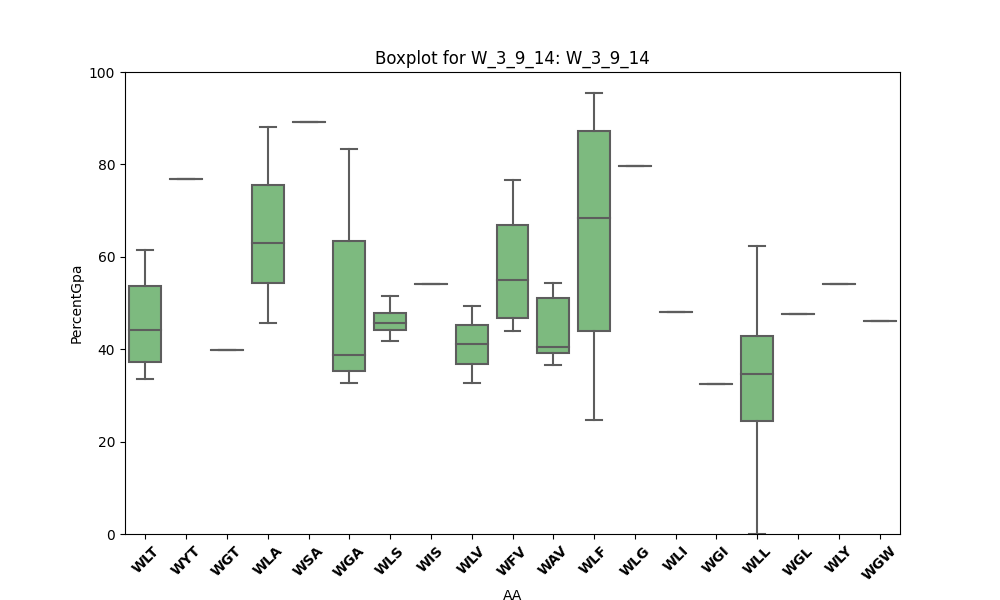 Boxplot for W_3_9_14: W_3_9_14
100
80
60
40
20
0
PercentGpa
WLT WYT WGT WLA WSA WGA WLS WIS WLV WFV WAV WLF WLG WLI WGI WLL WGL WLY WGW
AA